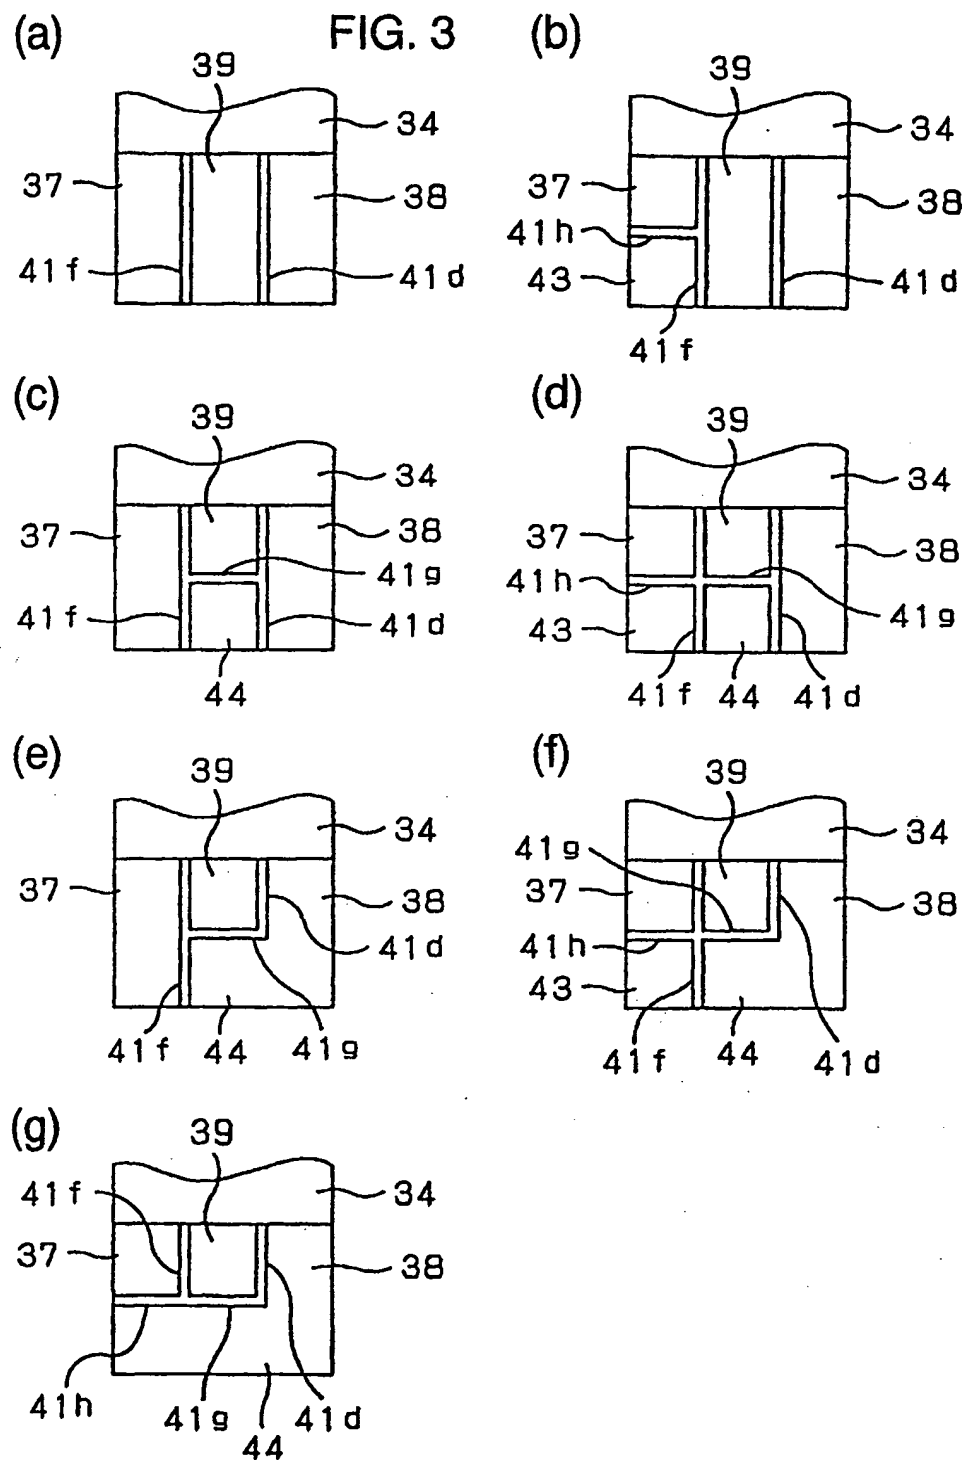 (a) FIG. 3 (b)
39 39
34 34
37 38 37 38
41h
41f 41d 43 41d
41f
(c) (d)
39 39
34 34
37 38 37 38
41g 41h
41f 41d 43 41g
44 41f 44 41d
(e) (f)
39 39
34 34
41g
37 38 37 38
41d 41h
43
41f 44 41g 41f 44 41d
(g)
39
41f 34
37 38
41h 41g 41d
44